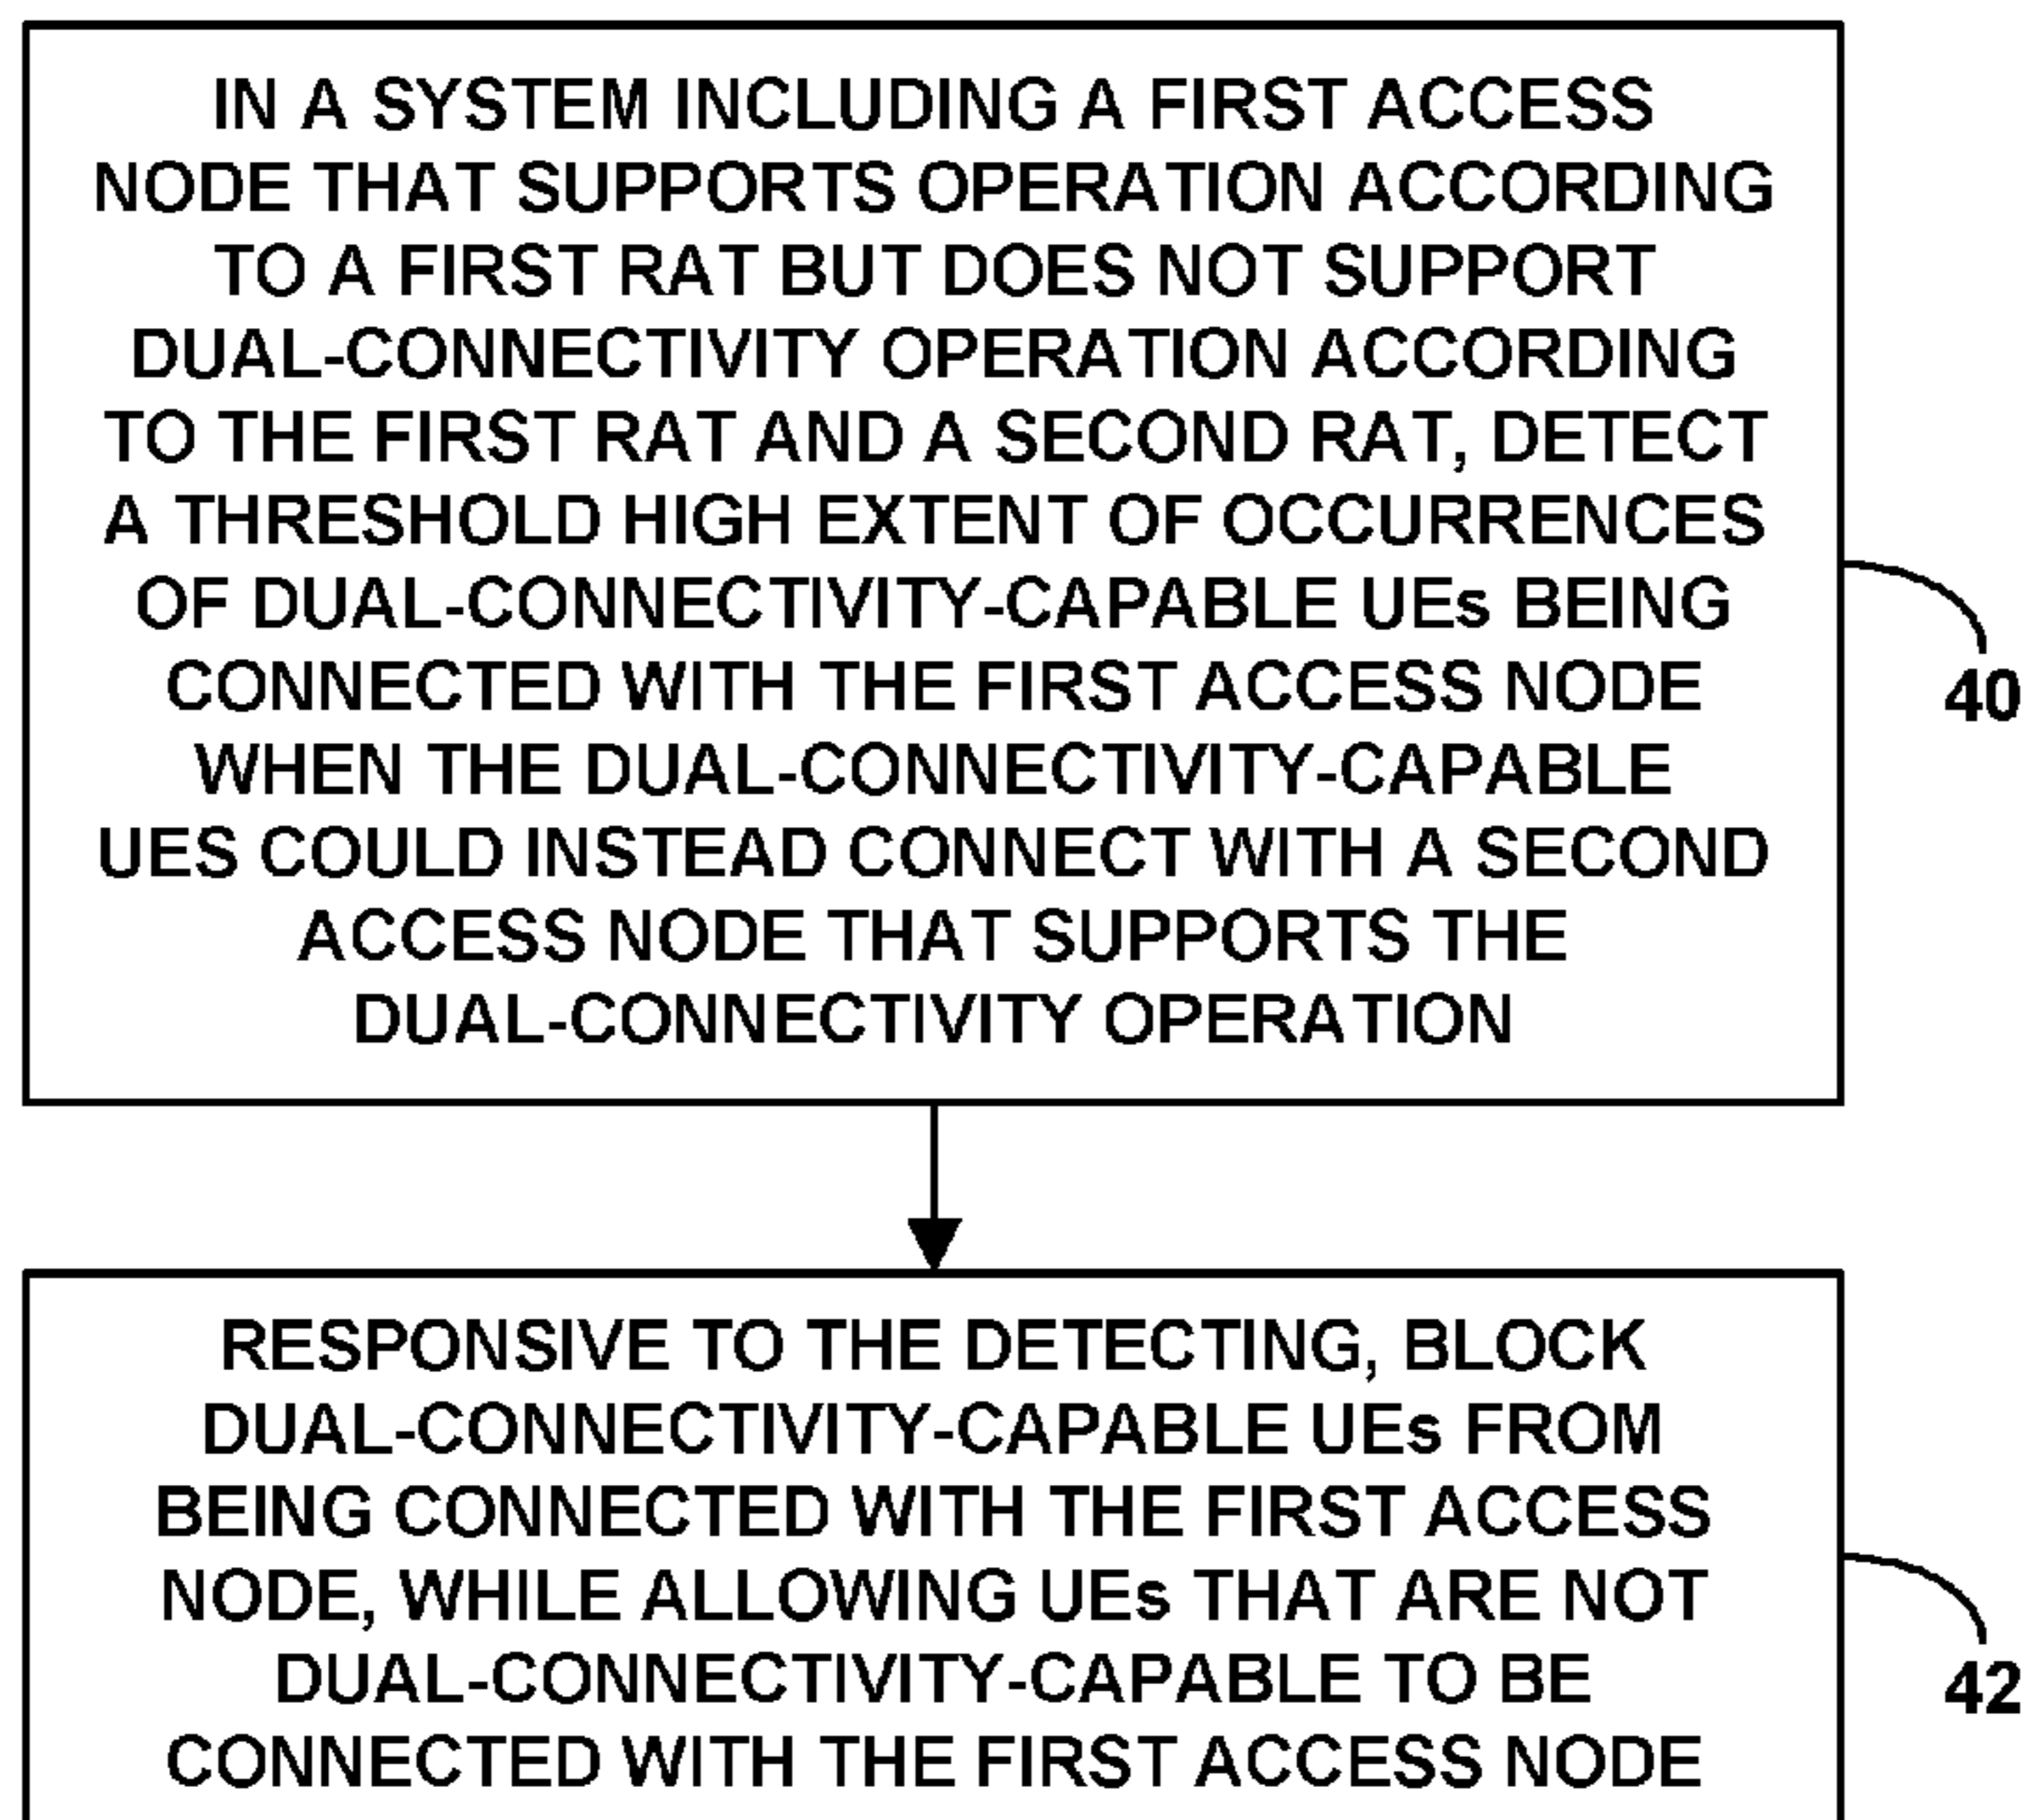 IN A SYSTEM INCLUDING A FIRST ACCESS
NODE THAT SUPPORTS OPERATION ACCORDING
TO A FIRST RAT BUT DOES NOT SUPPORT
DUAL-CONNECTIVITY OPERATION ACCORDING
TO THE FIRST RAT AND A SECOND RAT, DETECT
A THRESHOLD HIGH EXTENT OF OCCURRENCES
OF DUAL-CONNECTIVITY-CAPABLE UEs BEING
CONNECTED WITH THE FIRST ACCESS NODE
WHEN THE DUAL-CONNECTIVITY-CAPABLE
UES COULD INSTEAD CONNECT WITH A SECOND
ACCESS NODE THAT SUPPORTS THE
DUAL-CONNECTIVITY OPERATION
40
RESPONSIVE TO THE DETECTING, BLOCK
DUAL-CONNECTIVITY-CAPABLE UEs FROM
BEING CONNECTED WITH THE FIRST ACCESS
NODE, WHILE ALLOWING UEs THAT ARE NOT
DUAL-CONNECTIVITY-CAPABLE TO BE
CONNECTED WITH THE FIRST ACCESS NODE
42